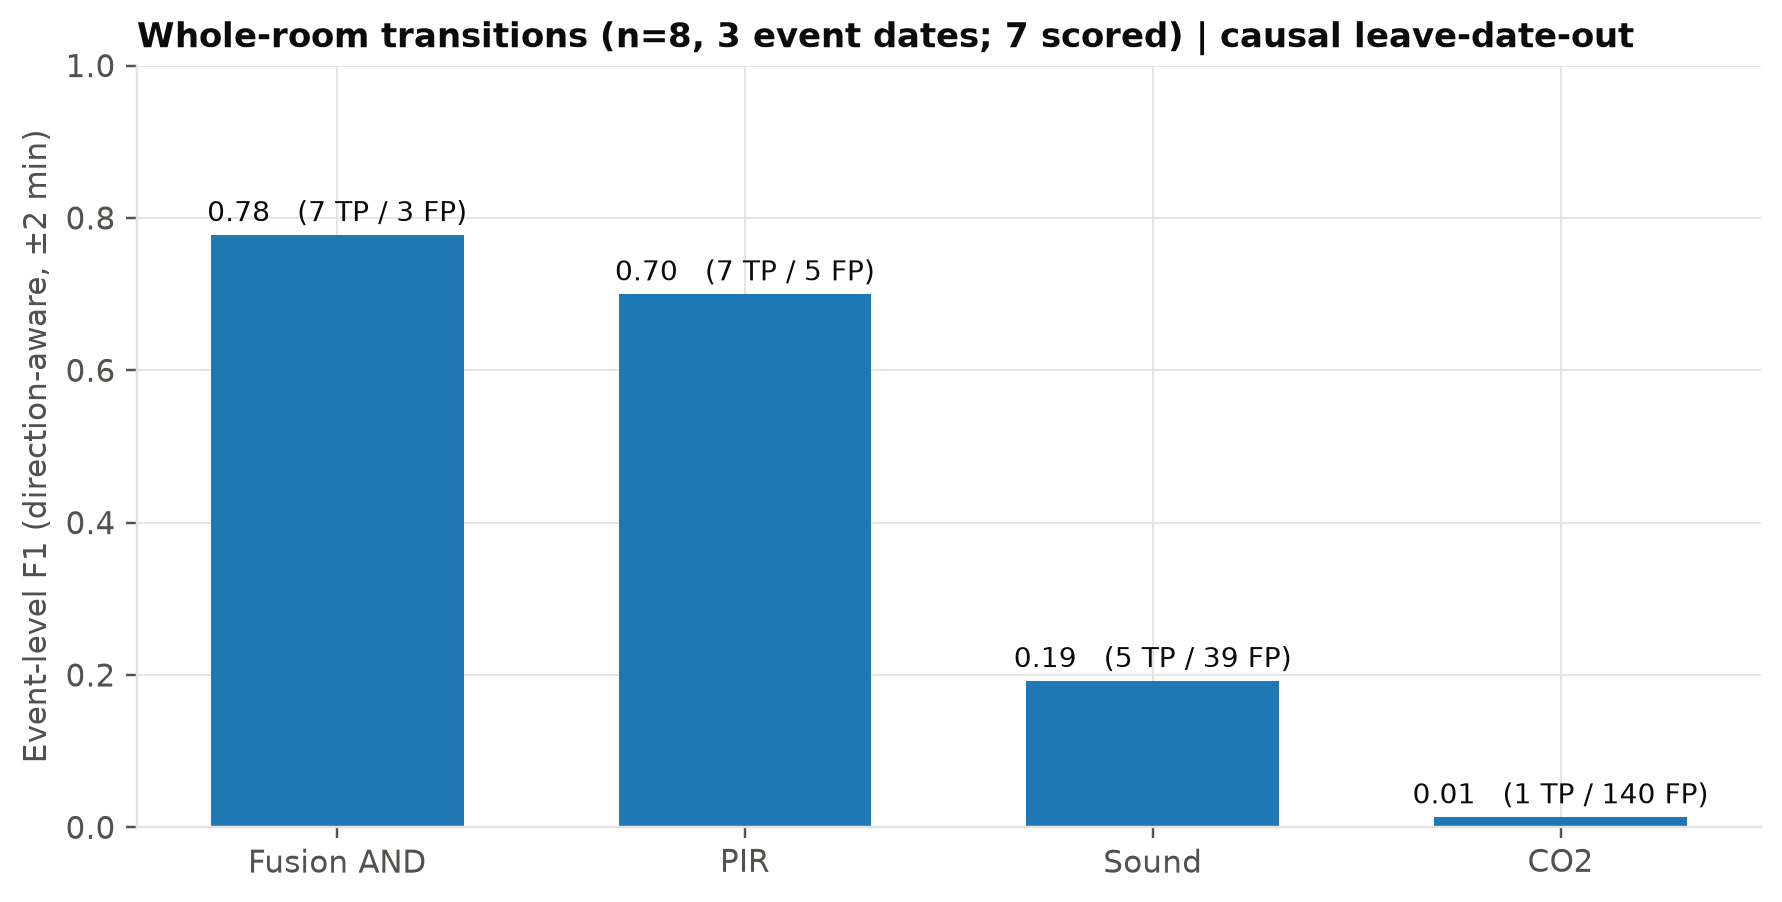 Whole-room transitions (n=8, 3 event dates; 7 scored) | causal leave-date-out
Event-level F1 (direction-aware, ±2 min)
1.0
0.8
0.6
0.4
0.2
0.0
0.78 (7 TP / 3 FP)
0.70 (7 TP / 5 FP)
0.19 (5 TP / 39 FP)
0.01 (1 TP / 140 FP)
Fusion AND
PIR
Sound
CO2